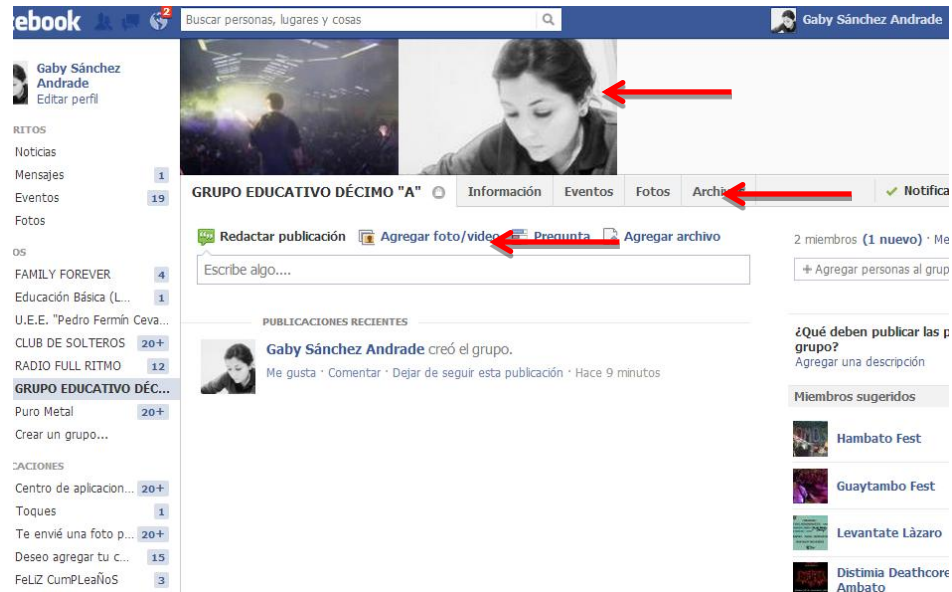 cebook
2
Buscar personas, lugares y cosas
Gaby Sánchez Andrade
Gaby Sánchez
Andrade
Editar perfil
RITOS
Noticias
Mensajes 1
Eventos 19
Fotos
OS
FAMILY FOREVER 4
Educación Básica (L... 1
U.E.E. "Pedro Fermín Ceva...
CLUB DE SOLTEROS 20+
RADIO FULL RITMO 12
GRUPO EDUCATIVO DÉC...
Puro Metal 20+
Crear un grupo...
CACIONES
Centro de aplicacion... 20+
Toques 1
Te envié una foto p... 20+
Deseo agregar tu c... 15
FeLiZ CumPLeaÑoS 3
GRUPO EDUCATIVO DÉCIMO "A"
Información Eventos Fotos Archivos
Notifica
Redactar publicación Agregar foto/video Pregunta Agregar archivo
Escribe algo....
PUBLICACIONES RECIENTES
Gaby Sánchez Andrade creó el grupo.
Me gusta · Comentar · Dejar de seguir esta publicación · Hace 9 minutos
2 miembros (1 nuevo) · Me
+ Agregar personas al grup
¿Qué deben publicar las p
grupo?
Agregar una descripción
Miembros sugeridos
Hambato Fest
Guaytambo Fest
Levantate Làzaro
Distimia Deathcore
Ambato